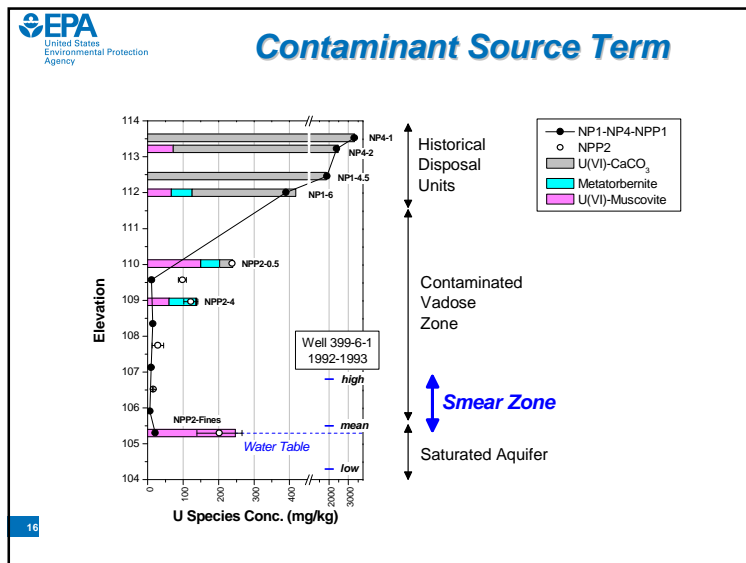 EPA
United States
Environmental Protection
Agency
Contaminant Source Term
114
113
112
110
109
108
107
106
105
104
Elevation
0
100
200
300
400
2000
3000
U Species Conc. (mg/kg)
NP4-1
NP4-2
NP1-4.5
NP1-6
NPP2-0.5
NPP2-4
NPP2-Fines
Well 399-6-1
1992-1993
high
mean
low
Water Table
Historical
Disposal
Units
Contaminated
Vadose
Zone
Smear Zone
Saturated Aquifer
NP1-NP4-NPP1
NPP2
U(VI)-CaCO₃
Metatorbernite
U(VI)-Muscovite
16